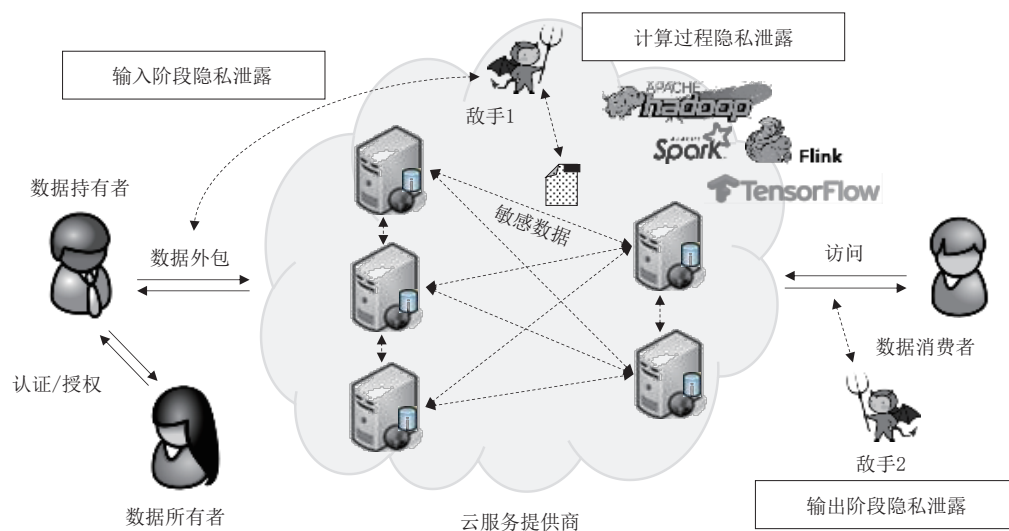 计算过程隐私泄露
输入阶段隐私泄露
敌手1
APACHE
hadoop
APACHE
Spark
Flink
TensorFlow
数据持有者
敏感数据
数据外包
访问
数据消费者
认证/授权
敌手2
数据所有者
云服务提供商
输出阶段隐私泄露